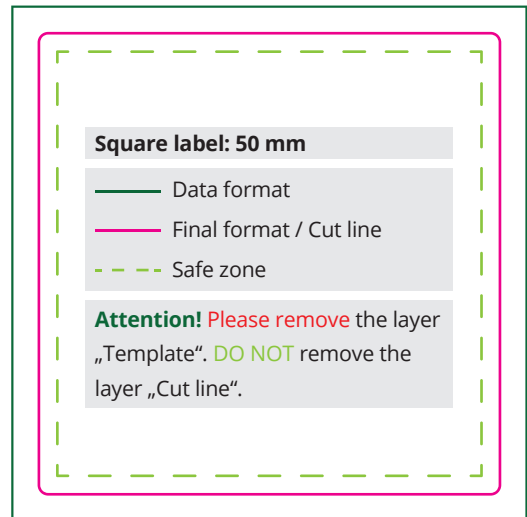 Square label: 50 mm
Data format
Final format / Cut line
Safe zone
Attention! Please remove the layer
„Template“. DO NOT remove the
layer „Cut line“.